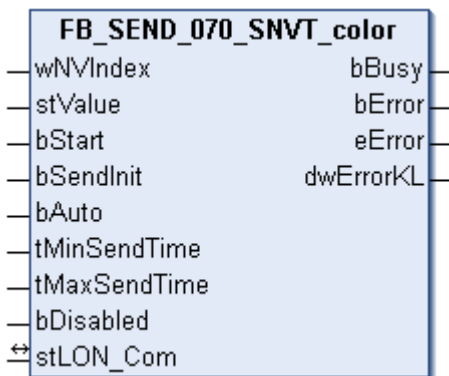 FB_SEND_070_SNVT_color
wNVIndex bBusy
stValue bError
bStart eError
bSendInit dwErrorKL
bAuto
tMinSendTime
tMaxSendTime
bDisabled
stLON_Com